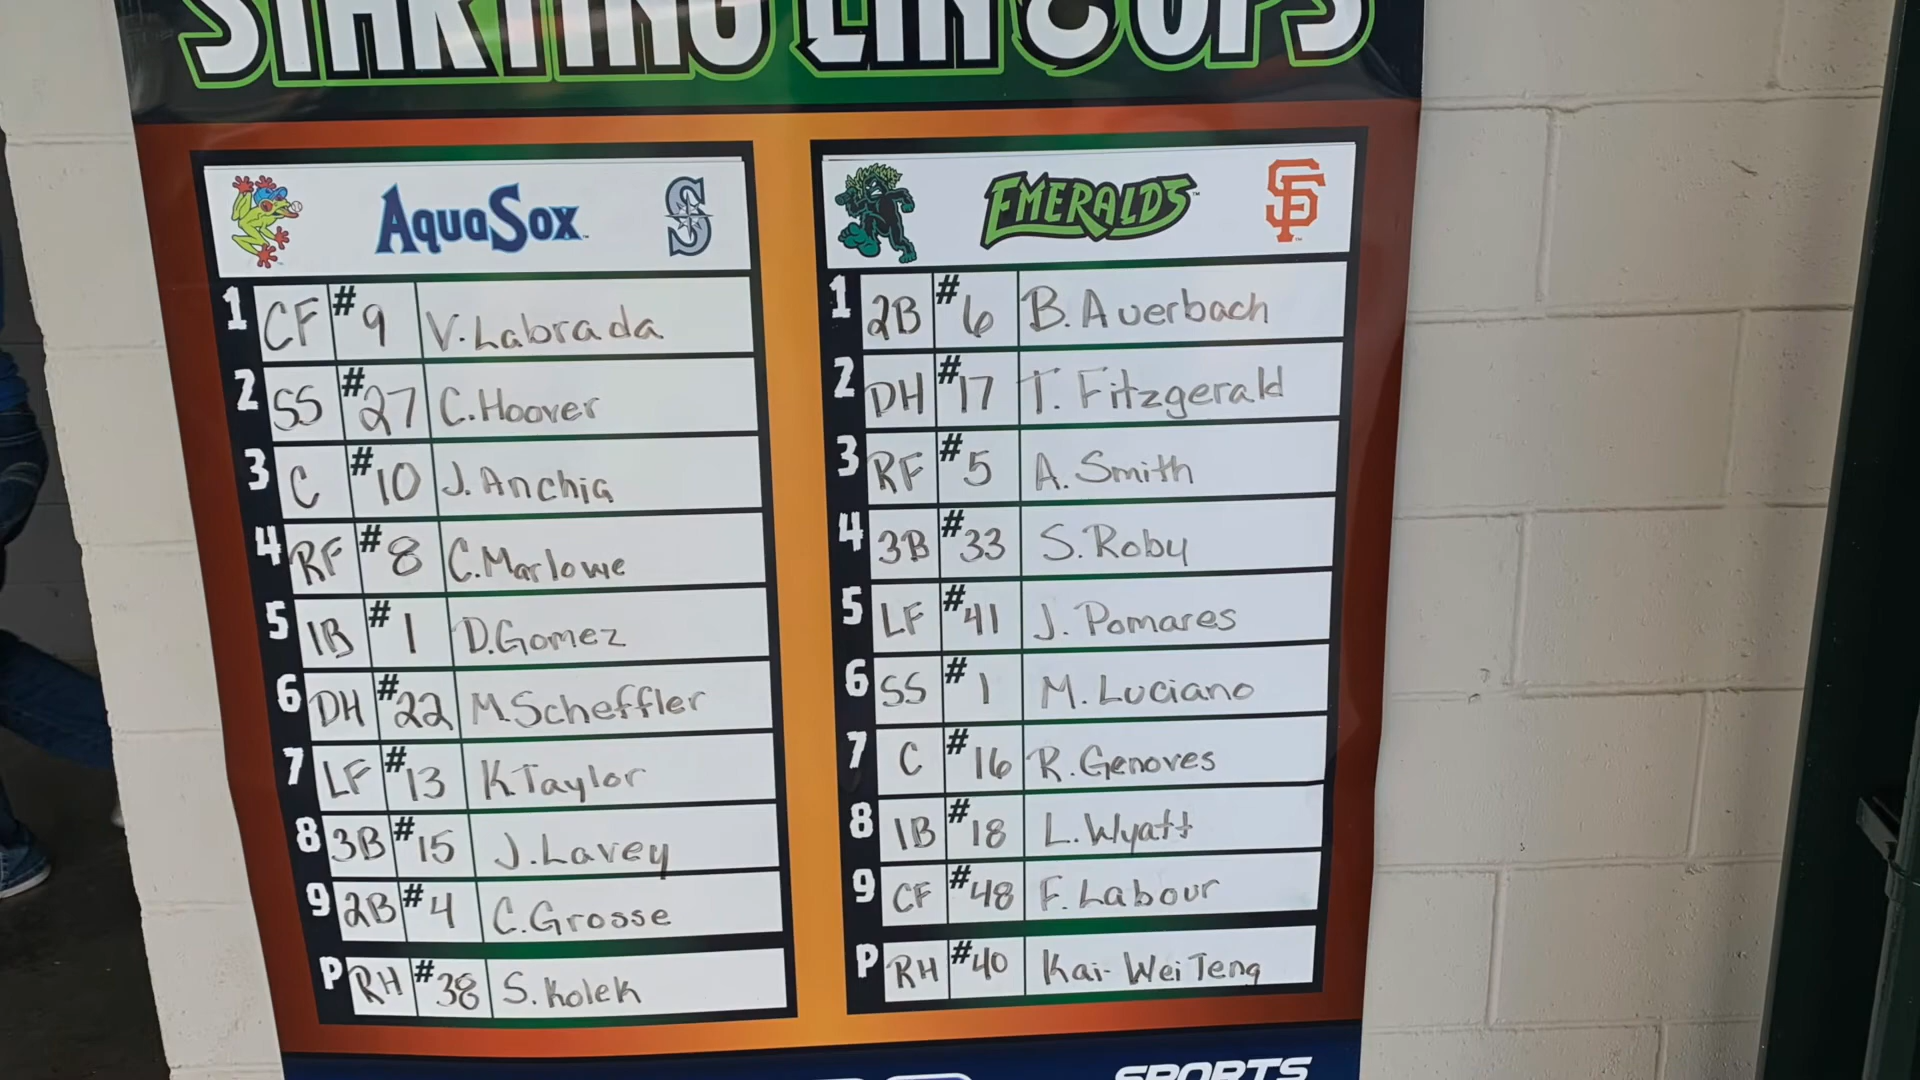 STARTING LINEUPS
AquaSox S
1 CF #9 V. Labrada
2 SS #27 C. Hoover
3 C #10 J. Anchia
4 RF #8 C. Marlowe
5 1B #1 D. Gomez
6 DH #22 M. Scheffler
7 LF #13 K. Taylor
8 3B #15 J. Lavey
9 2B #4 C. Grosse
P RH #38 S. Kolek
EMERALDS SF
1 2B #6 B. Auerbach
2 DH #17 T. Fitzgerald
3 RF #5 A. Smith
4 3B #33 S. Roby
5 LF #41 J. Pomares
6 SS #1 M. Luciano
7 C #16 R. Genoves
8 1B #18 L. Wyatt
9 CF #48 F. Labour
P RH #40 Kai-Wei Teng
SPORTS